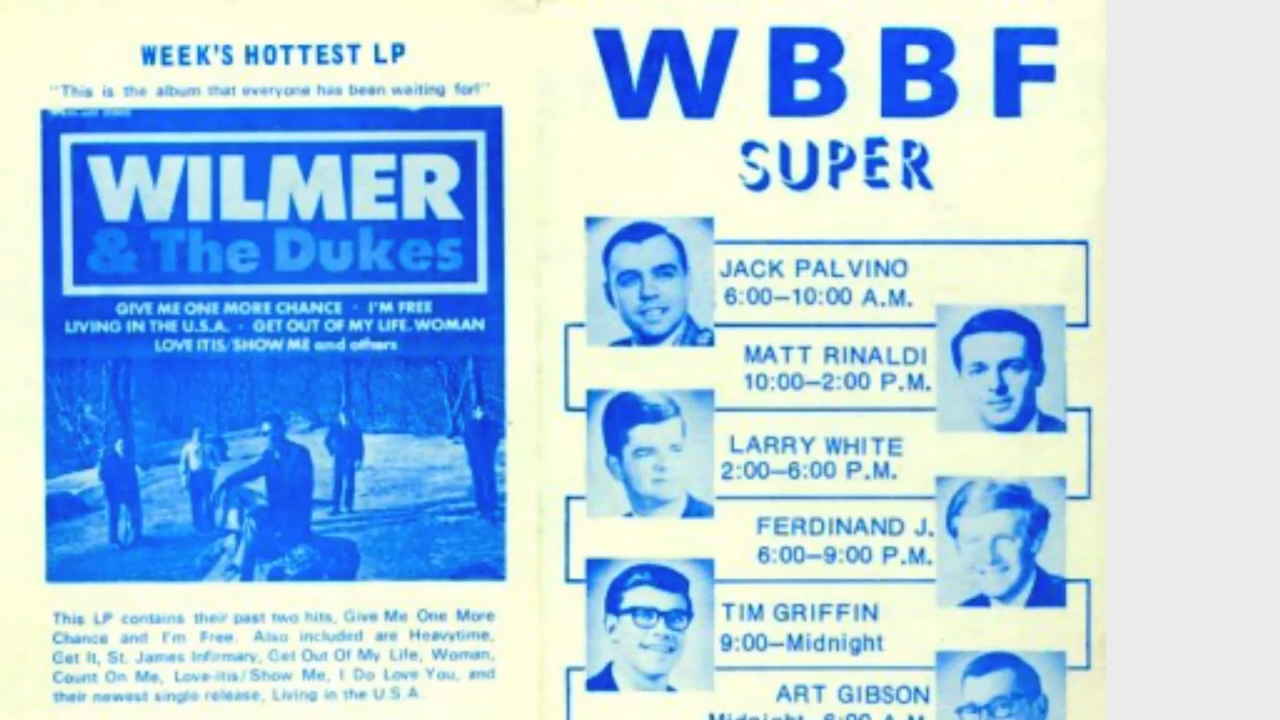 WEEK'S HOTTEST LP
"This is the album that everyone has been waiting for!"
WILMER
& The Dukes
GIVE ME ONE MORE CHANCE · I'M FREE
LIVING IN THE U.S.A. · GET OUT OF MY LIFE, WOMAN
LOVE ITIS/SHOW ME and others
This LP contains their past two hits, Give Me One More
Chance and I'm Free. Also included are Heavytime,
Get It, St. James Infirmary, Get Out Of My Life, Woman,
Count On Me, Love-itis/Show Me, I Do Love You, and
their newest single release, Living in the U.S.A.
WBBF
SUPER
JACK PALVINO
6:00–10:00 A.M.
MATT RINALDI
10:00–2:00 P.M.
LARRY WHITE
2:00–6:00 P.M.
FERDINAND J.
6:00–9:00 P.M.
TIM GRIFFIN
9:00–Midnight
ART GIBSON
Midnight–6:00 A.M.